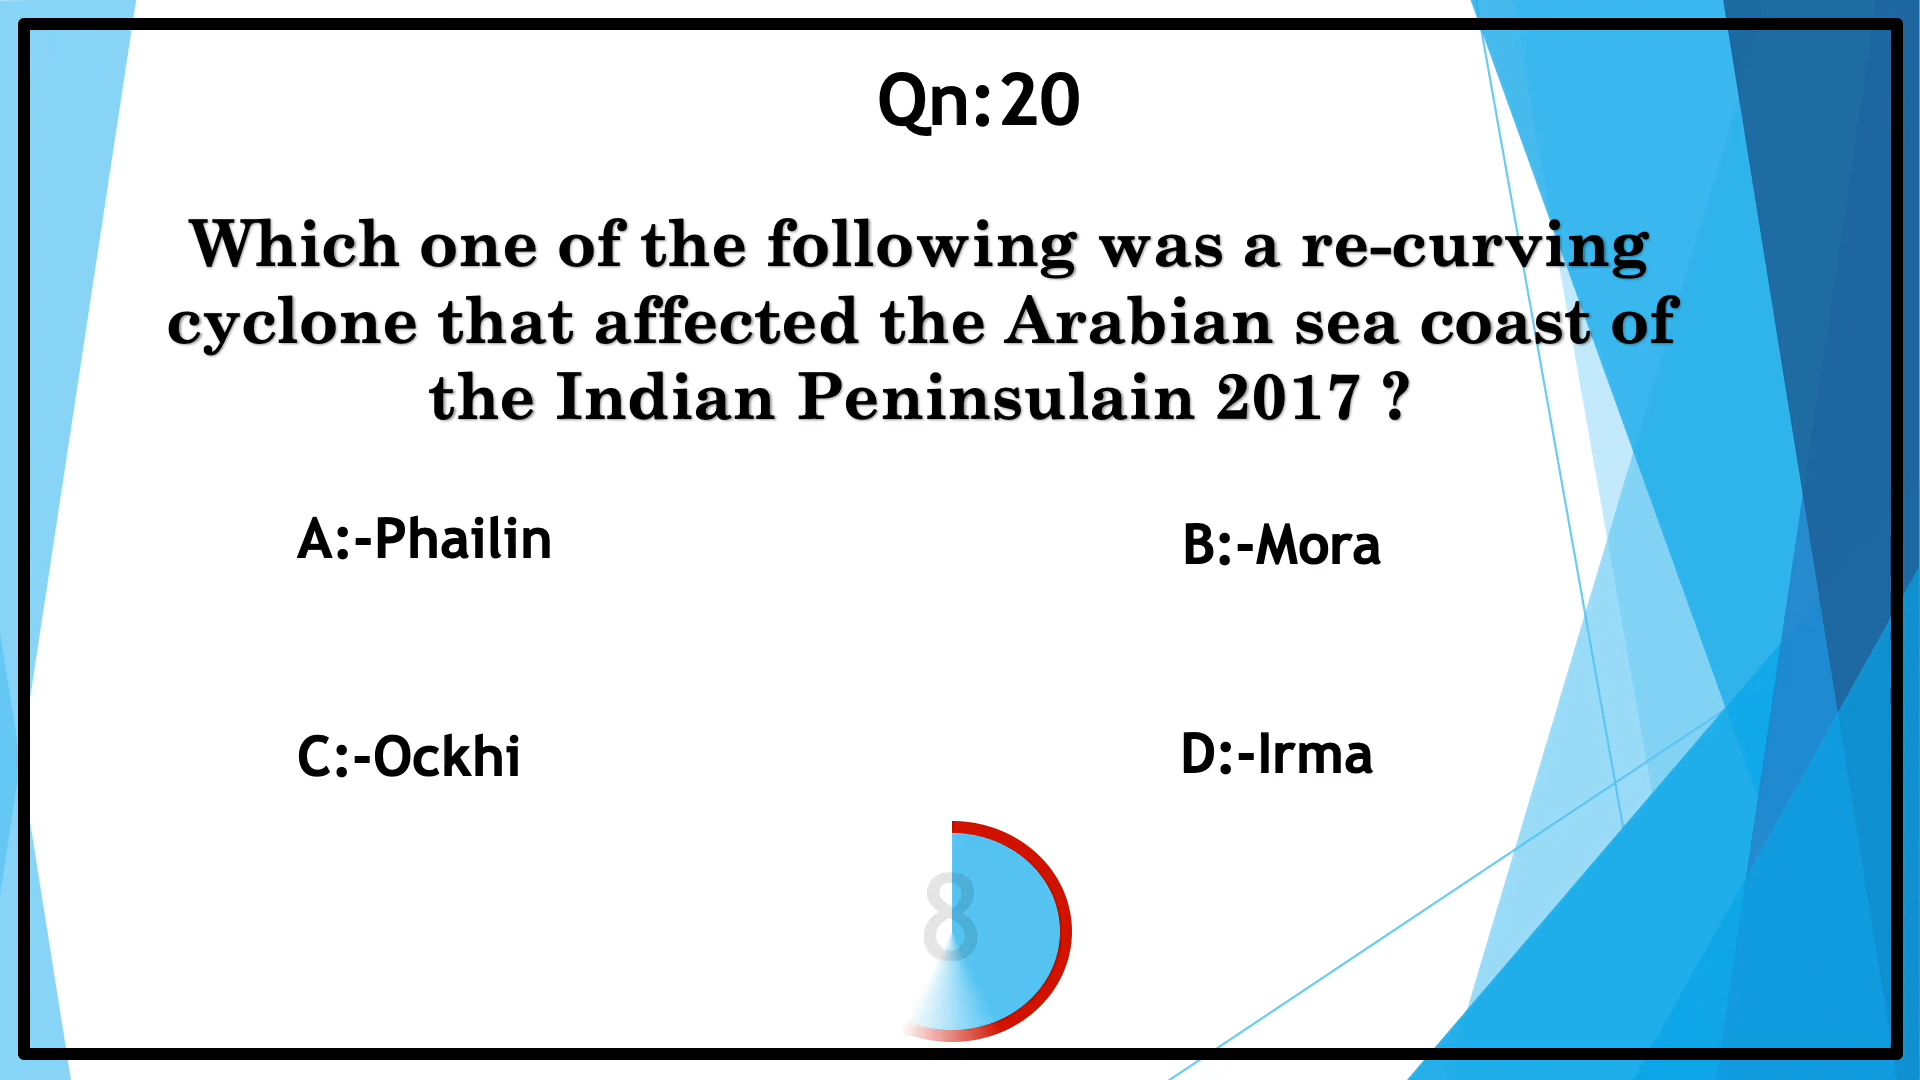 Qn:20
Which one of the following was a re-curving
cyclone that affected the Arabian sea coast of
the Indian Peninsulain 2017 ?
A:-Phailin
B:-Mora
C:-Ockhi
D:-Irma
8